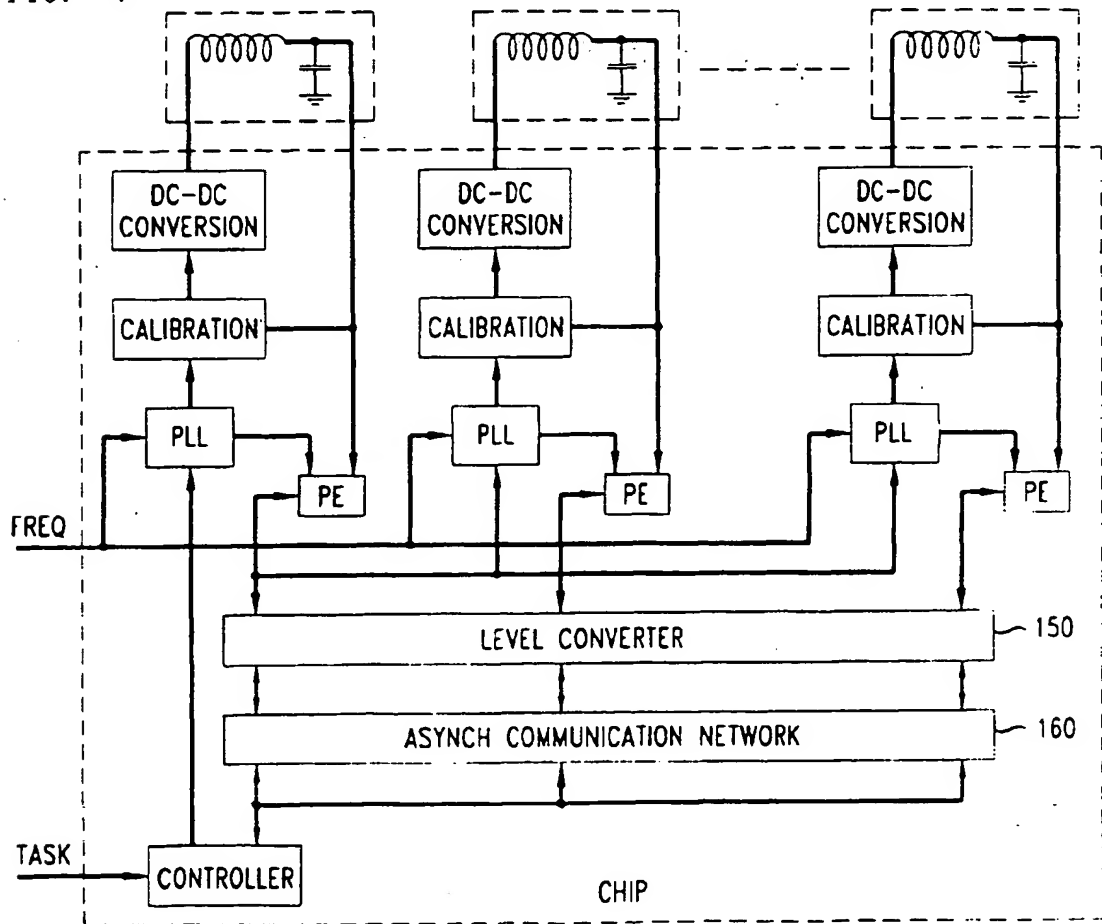 FIG.
DC-DC CONVERSION
DC-DC CONVERSION
DC-DC CONVERSION
CALIBRATION
CALIBRATION
CALIBRATION
PLL
PLL
PLL
PE
PE
PE
FREQ
LEVEL CONVERTER
150
ASYNCH COMMUNICATION NETWORK
160
TASK
CONTROLLER
CHIP